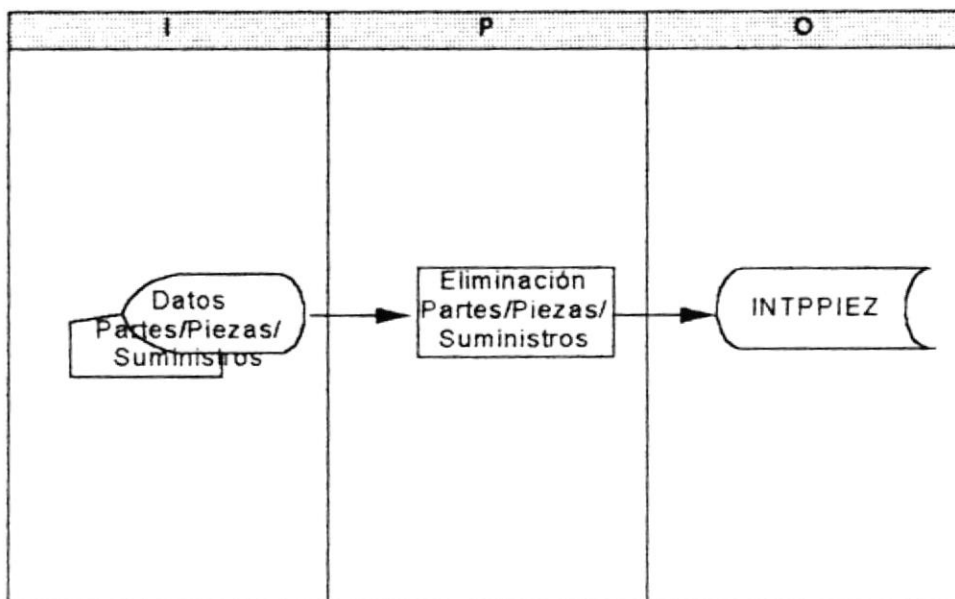 I
P
O
Datos
Partes/Piezas/
Suministros
Eliminación
Partes/Piezas/
Suministros
INTPPIEZ